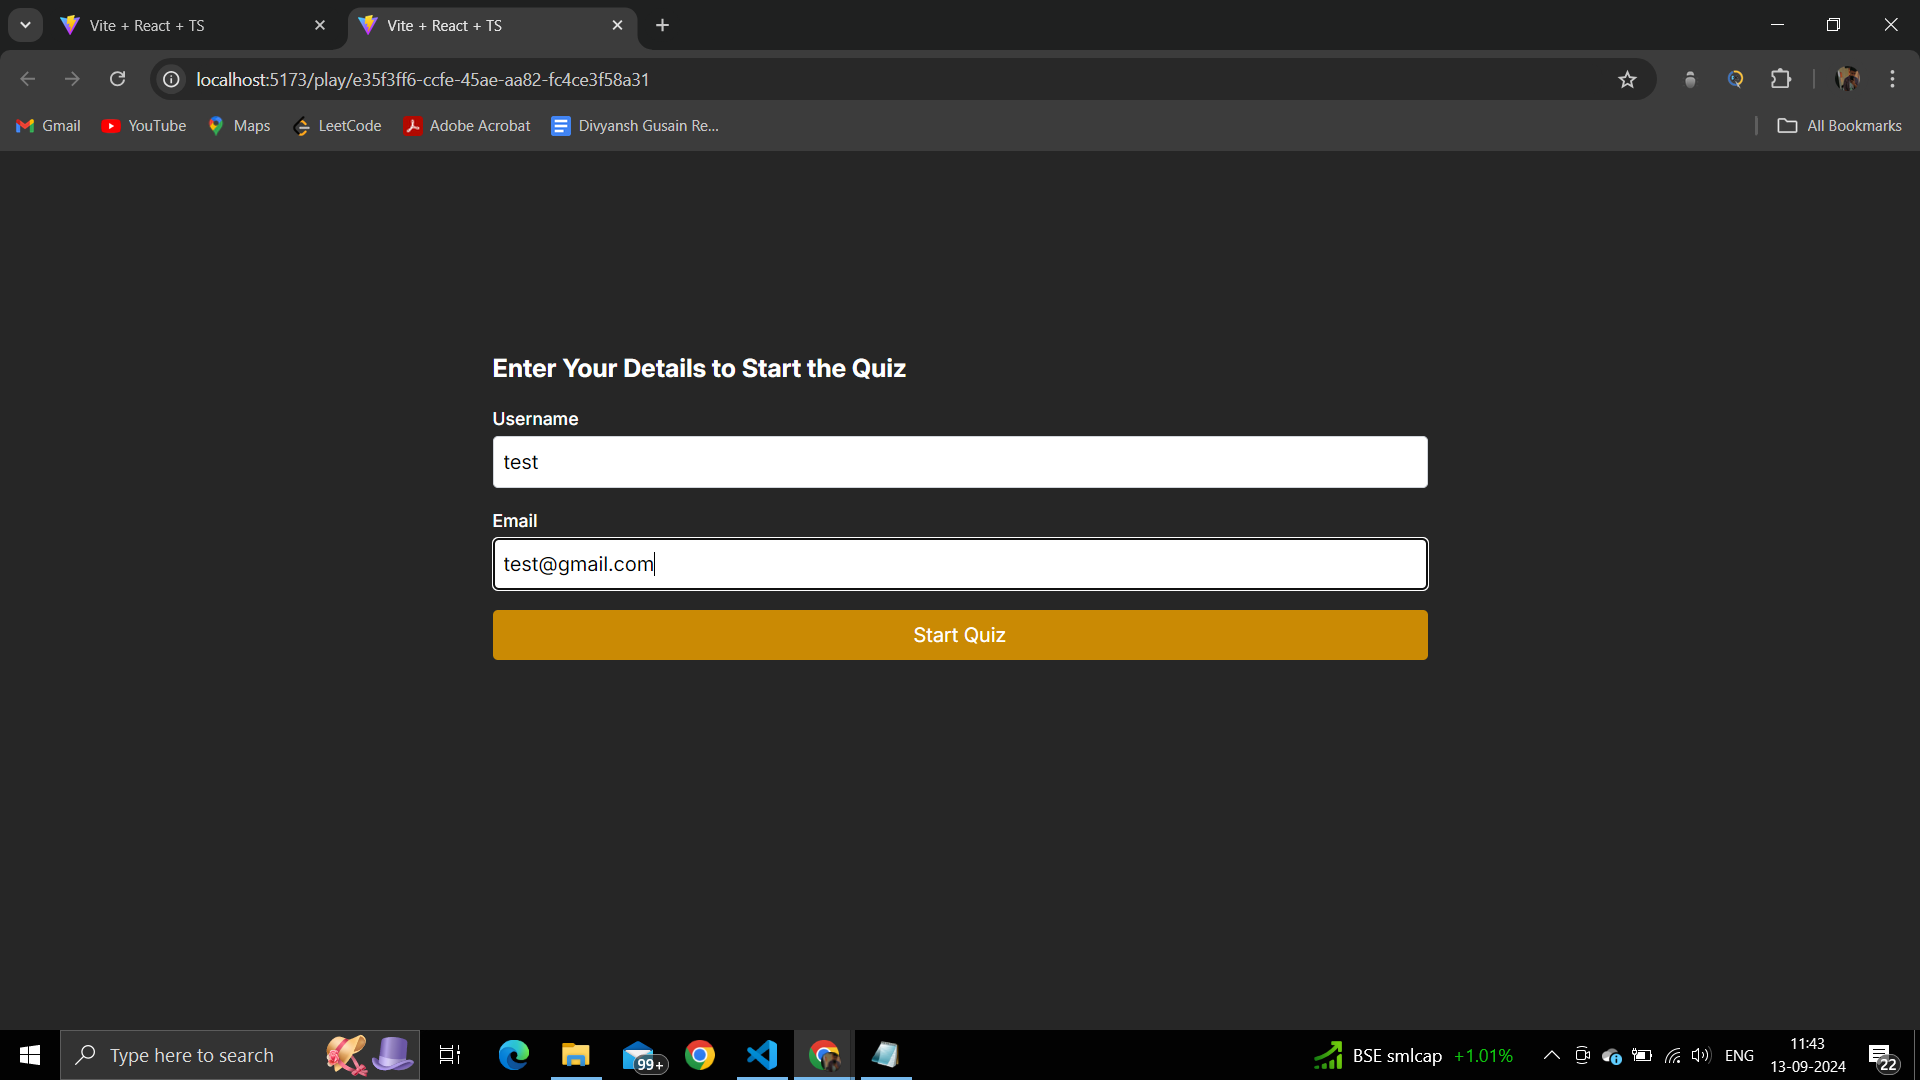 Vite + React + TS
Vite + React + TS
localhost:5173/play/e35f3ff6-ccfe-45ae-aa82-fc4ce3f58a31
Gmail
YouTube
Maps
LeetCode
Adobe Acrobat
Divyansh Gusain Re...
All Bookmarks
Enter Your Details to Start the Quiz
Username
test
Email
test@gmail.com
Start Quiz
Type here to search
99+
BSE smlcap +1.01%
ENG
11:43
13-09-2024
22